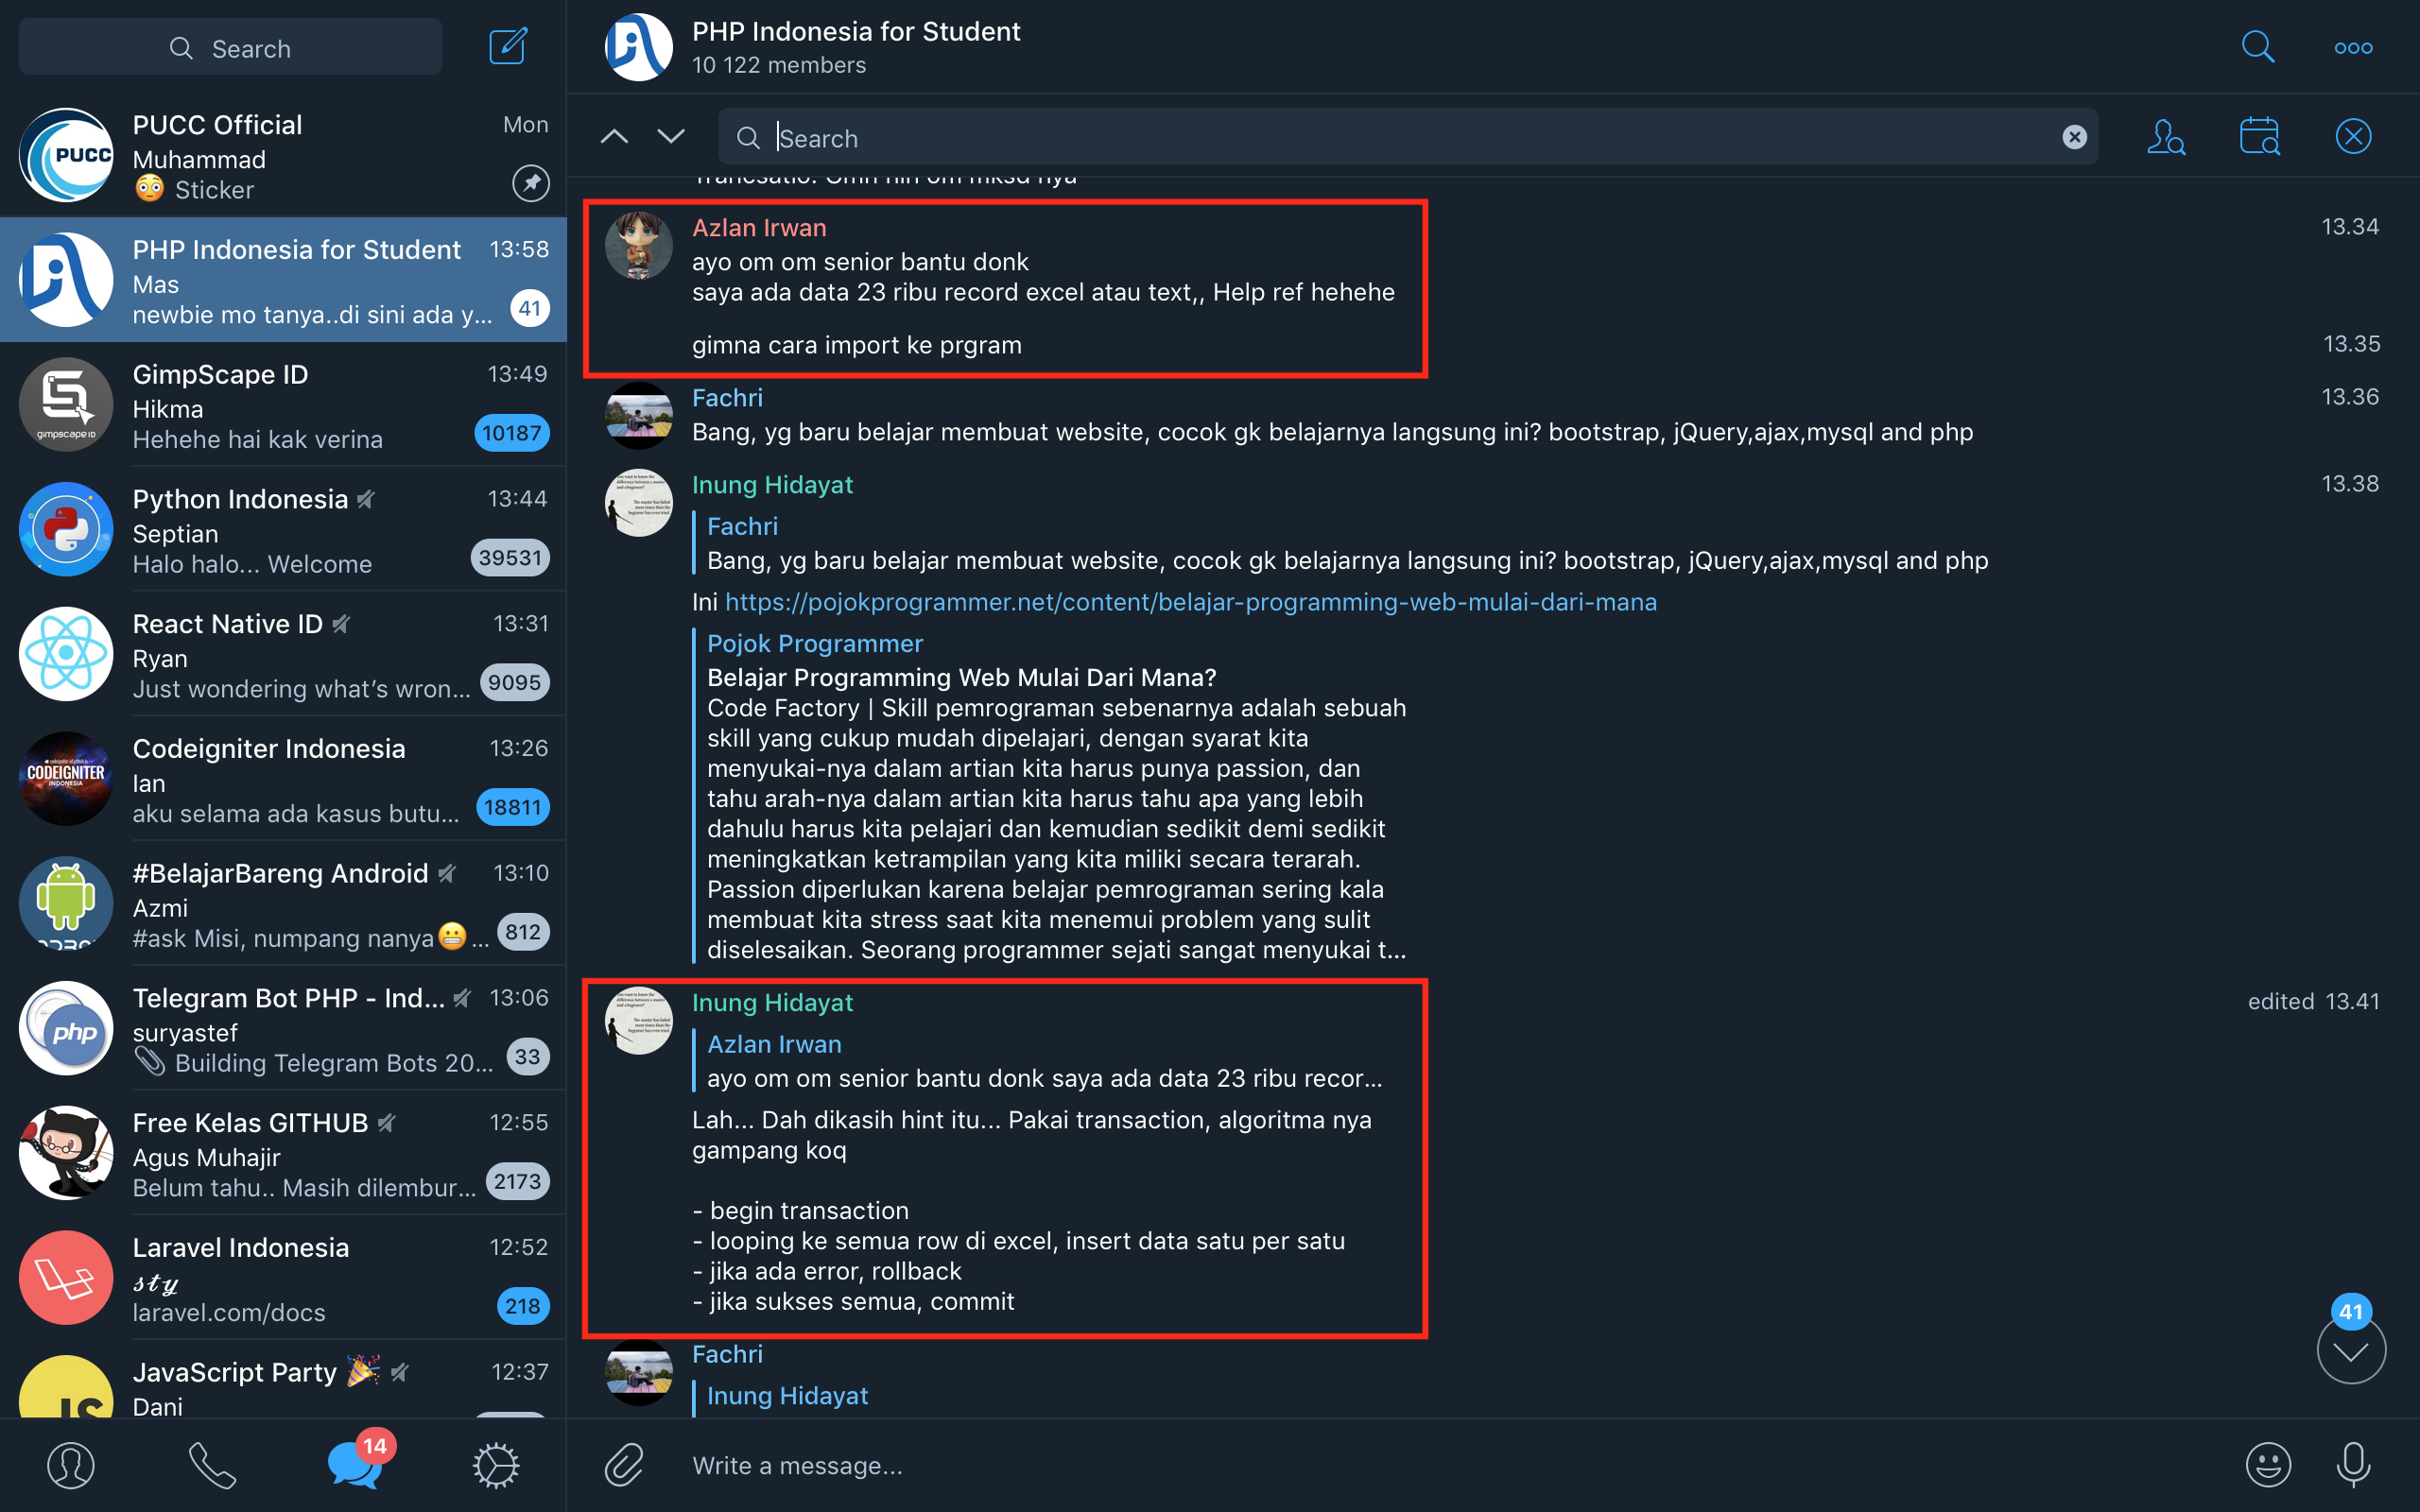 Search
PUCC Official
Mon
Muhammad
😳 Sticker
PUCC
PHP Indonesia for Student
13:58
Mas
newbie mo tanya..di sini ada y...
41
GimpScape ID
13:49
Hikma
Hehehe hai kak verina
10187
gimpscape ID
Python Indonesia
13:44
Septian
Halo halo... Welcome
39531
React Native ID
13:31
Ryan
Just wondering what's wron...
9095
Codeigniter Indonesia
13:26
Ian
aku selama ada kasus butu...
18811
CODEIGNITER
INDONESIA
#BelajarBareng Android
13:10
Azmi
#ask Misi, numpang nanya😬...
812
Telegram Bot PHP - Ind...
13:06
suryastef
Building Telegram Bots 20...
33
php
Free Kelas GITHUB
12:55
Agus Muhajir
Belum tahu.. Masih dilembur...
2173
Laravel Indonesia
12:52
𝓼𝓽𝔂
laravel.com/docs
218
JavaScript Party 🎉
12:37
Dani
JS
14
PHP Indonesia for Student
10 122 members
Search
Azlan Irwan
13.34
ayo om om senior bantu donk
saya ada data 23 ribu record excel atau text,, Help ref hehehe
gimna cara import ke prgram
13.35
Fachri
13.36
Bang, yg baru belajar membuat website, cocok gk belajarnya langsung ini? bootstrap, jQuery,ajax,mysql and php
Inung Hidayat
13.38
Fachri
Bang, yg baru belajar membuat website, cocok gk belajarnya langsung ini? bootstrap, jQuery,ajax,mysql and php
Ini https://pojokprogrammer.net/content/belajar-programming-web-mulai-dari-mana
Pojok Programmer
Belajar Programming Web Mulai Dari Mana?
Code Factory | Skill pemrograman sebenarnya adalah sebuah
skill yang cukup mudah dipelajari, dengan syarat kita
menyukai-nya dalam artian kita harus punya passion, dan
tahu arah-nya dalam artian kita harus tahu apa yang lebih
dahulu harus kita pelajari dan kemudian sedikit demi sedikit
meningkatkan ketrampilan yang kita miliki secara terarah.
Passion diperlukan karena belajar pemrograman sering kala
membuat kita stress saat kita menemui problem yang sulit
diselesaikan. Seorang programmer sejati sangat menyukai t...
Inung Hidayat
edited 13.41
Azlan Irwan
ayo om om senior bantu donk saya ada data 23 ribu recor...
Lah... Dah dikasih hint itu... Pakai transaction, algoritma nya
gampang koq
- begin transaction
- looping ke semua row di excel, insert data satu per satu
- jika ada error, rollback
- jika sukses semua, commit
41
Fachri
Inung Hidayat
Write a message...